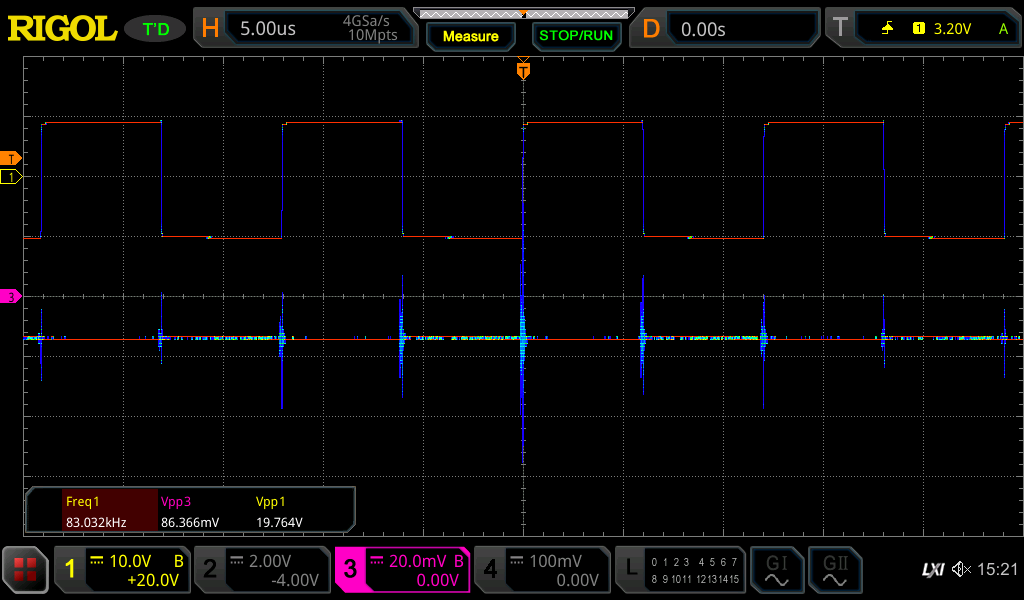 RIGOL T'D H 5.00us 4GSa/s 10Mpts Measure STOP/RUN D 0.00s T 1 3.20V A
T
T
1
3
Freq1 Vpp3 Vpp1
83.032kHz 86.366mV 19.764V
1 10.0V B +20.0V 2 2.00V -4.00V 3 20.0mV B 0.00V 4 100mV 0.00V L 0 1 2 3 4 5 6 7 8 9 10 11 12 13 14 15 GI GII LXI 15:21